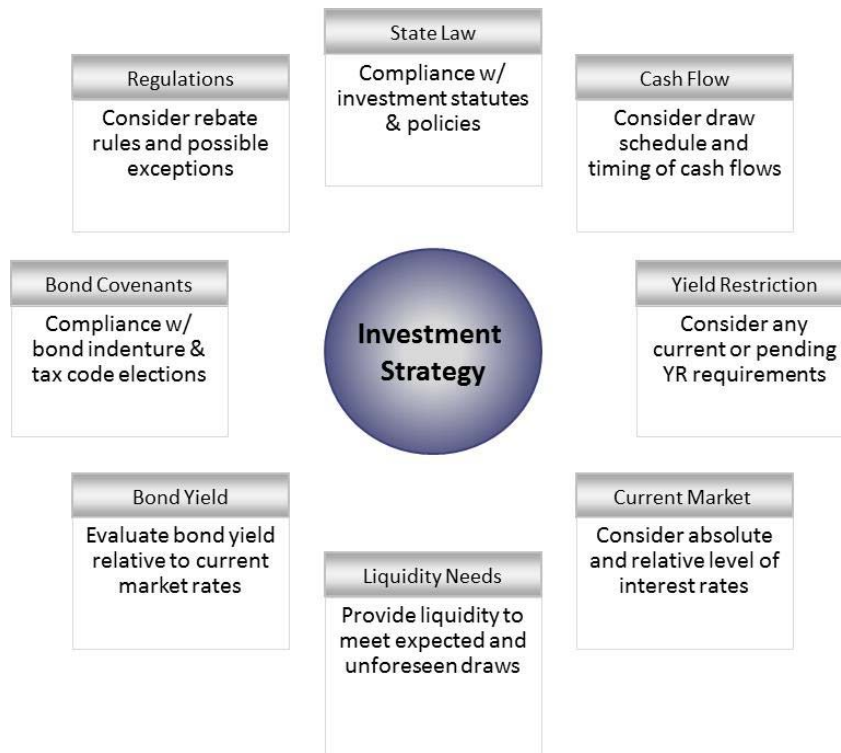 State Law
Compliance w/
investment statutes
& policies
Regulations
Consider rebate
rules and possible
exceptions
Cash Flow
Consider draw
schedule and
timing of cash flows
Bond Covenants
Compliance w/
bond indenture &
tax code elections
Investment
Strategy
Yield Restriction
Consider any
current or pending
YR requirements
Bond Yield
Evaluate bond yield
relative to current
market rates
Current Market
Consider absolute
and relative level of
interest rates
Liquidity Needs
Provide liquidity to
meet expected and
unforeseen draws